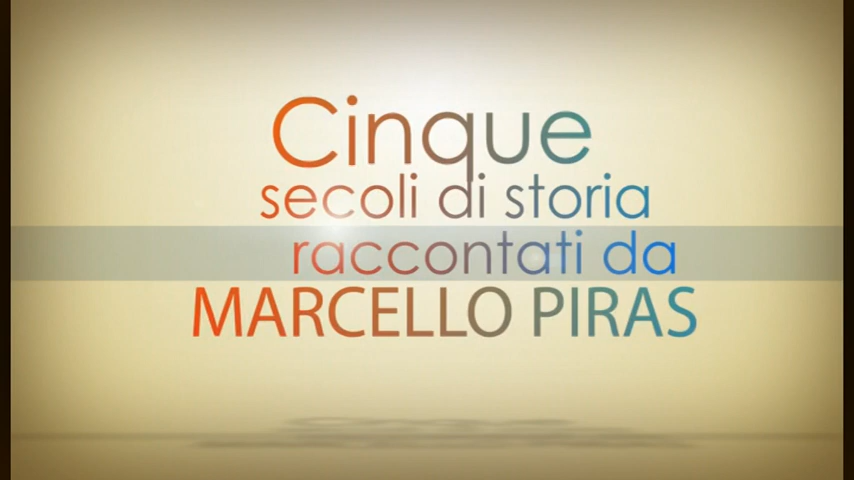 Cinque
secoli di storia
raccontati da
MARCELLO PIRAS